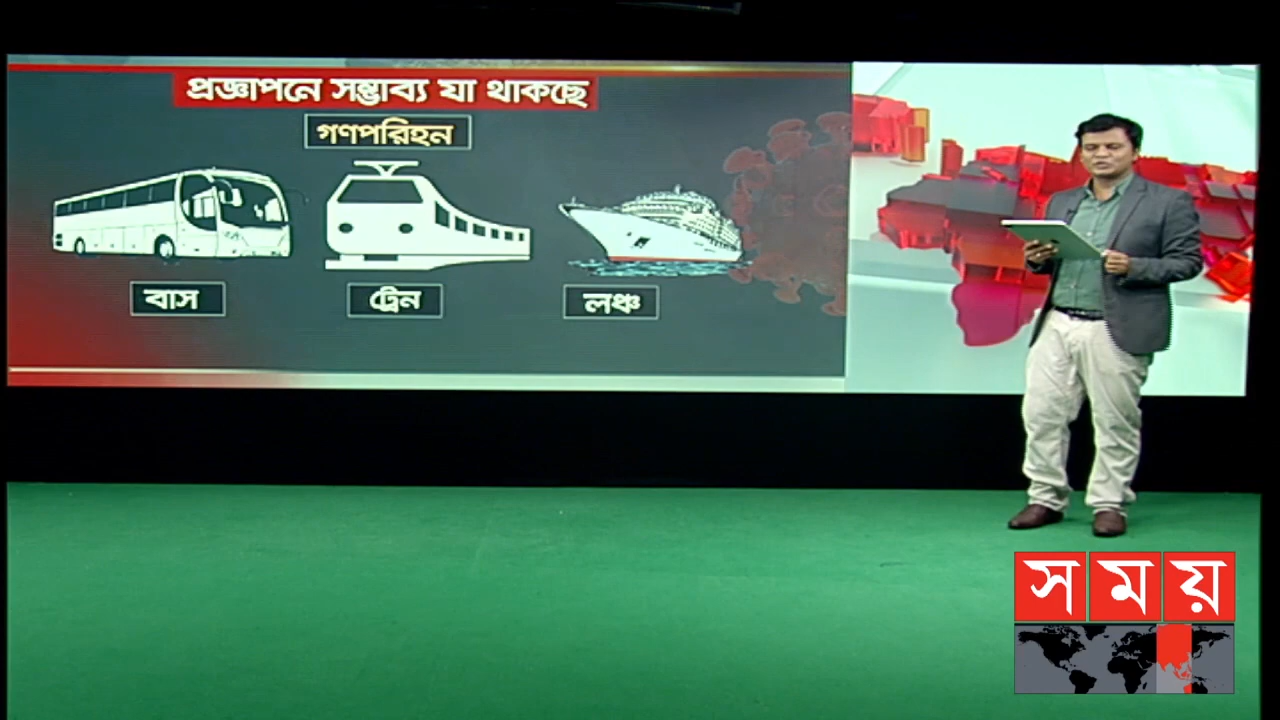 প্রজ্ঞাপনে সম্ভাব্য যা থাকছে
গণপরিহন
বাস
ট্রেন
লঞ্চ
সময়